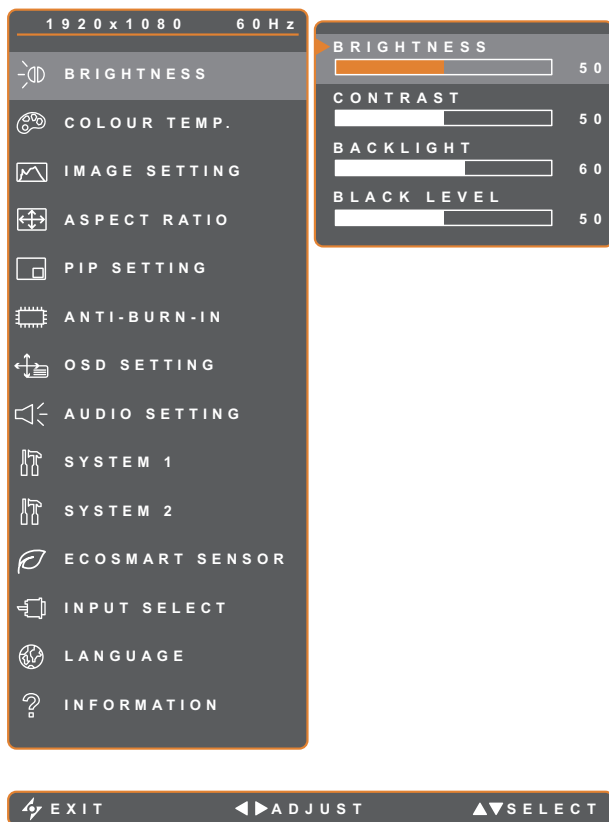 1920x1080 60Hz
BRIGHTNESS
COLOUR TEMP.
IMAGE SETTING
ASPECT RATIO
PIP SETTING
ANTI-BURN-IN
OSD SETTING
AUDIO SETTING
SYSTEM 1
SYSTEM 2
ECOSMART SENSOR
INPUT SELECT
LANGUAGE
INFORMATION
BRIGHTNESS
50
CONTRAST
50
BACKLIGHT
60
BLACK LEVEL
50
EXIT ◀▶ADJUST ▲▼SELECT